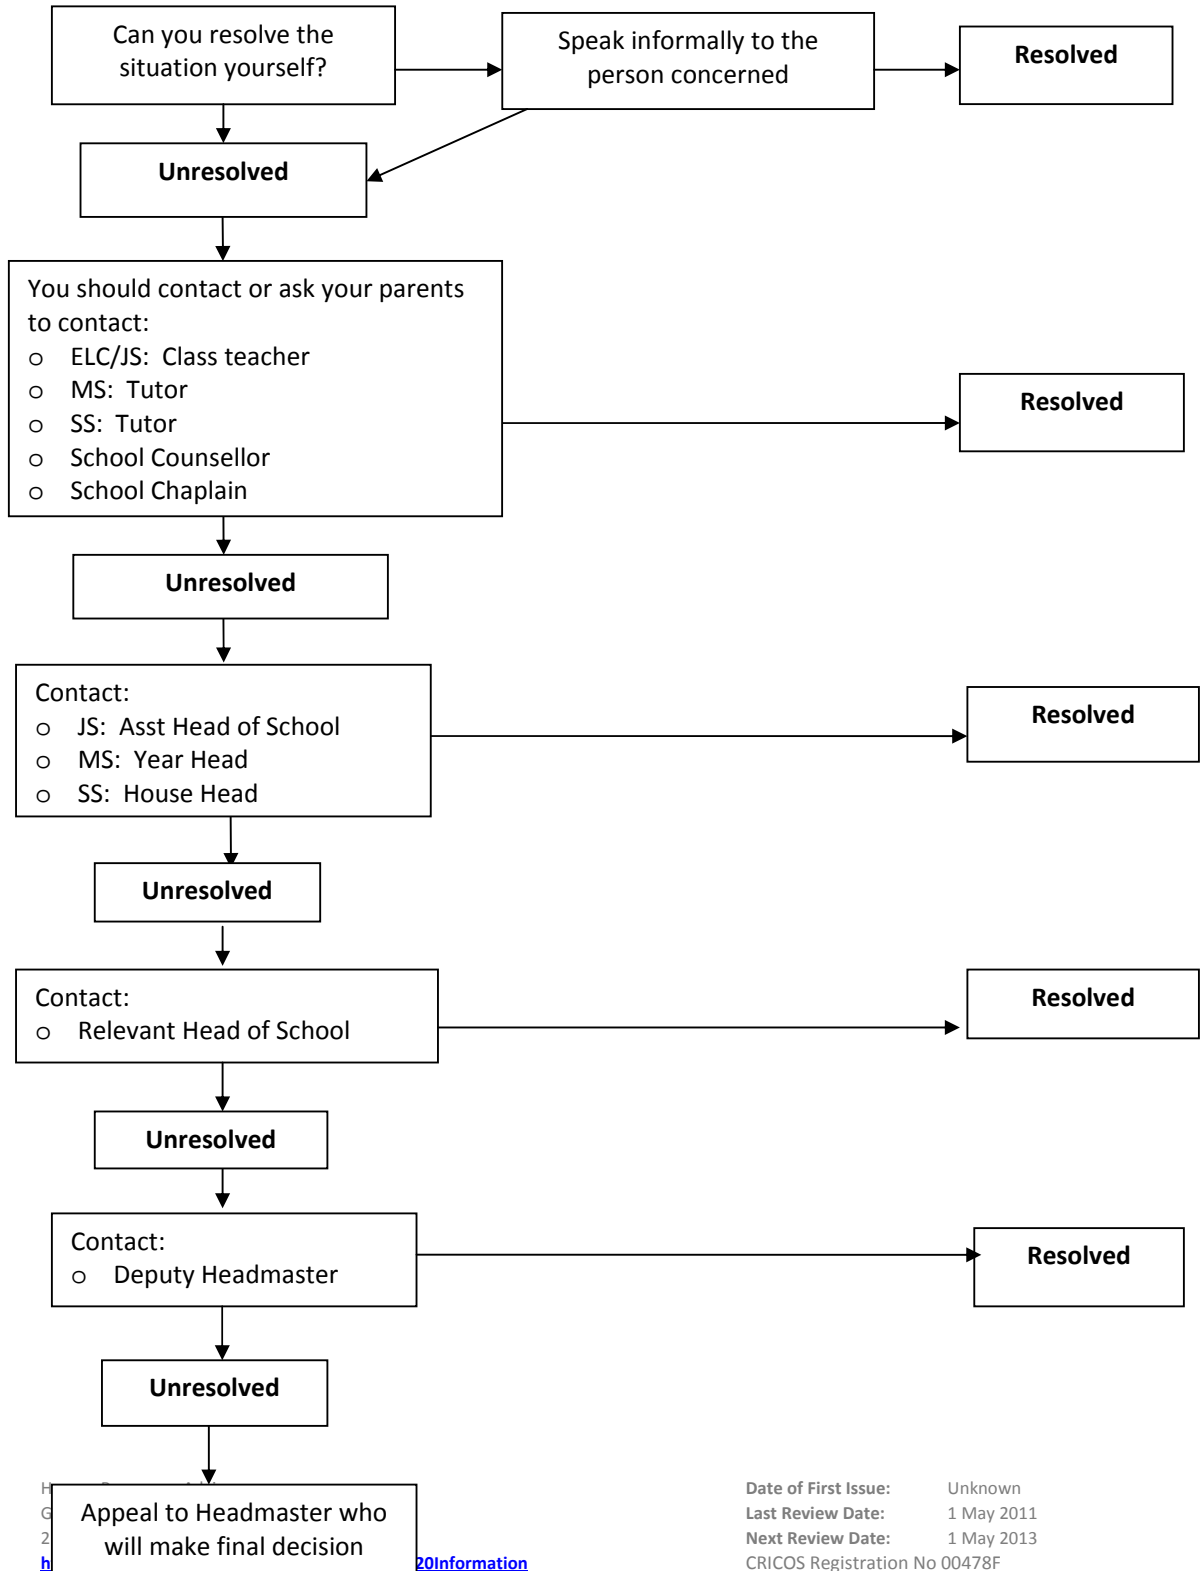 Can you resolve the
situation yourself?
Speak informally to the
person concerned
Resolved
Unresolved
You should contact or ask your parents
to contact:
o ELC/JS: Class teacher
o MS: Tutor
o SS: Tutor
o School Counsellor
o School Chaplain
Resolved
Unresolved
Contact:
o JS: Asst Head of School
o MS: Year Head
o SS: House Head
Resolved
Unresolved
Contact:
o Relevant Head of School
Resolved
Unresolved
Contact:
o Deputy Headmaster
Resolved
Unresolved
Appeal to Headmaster who
will make final decision
20Information
Date of First Issue: Unknown
Last Review Date: 1 May 2011
Next Review Date: 1 May 2013
CRICOS Registration No 00478F